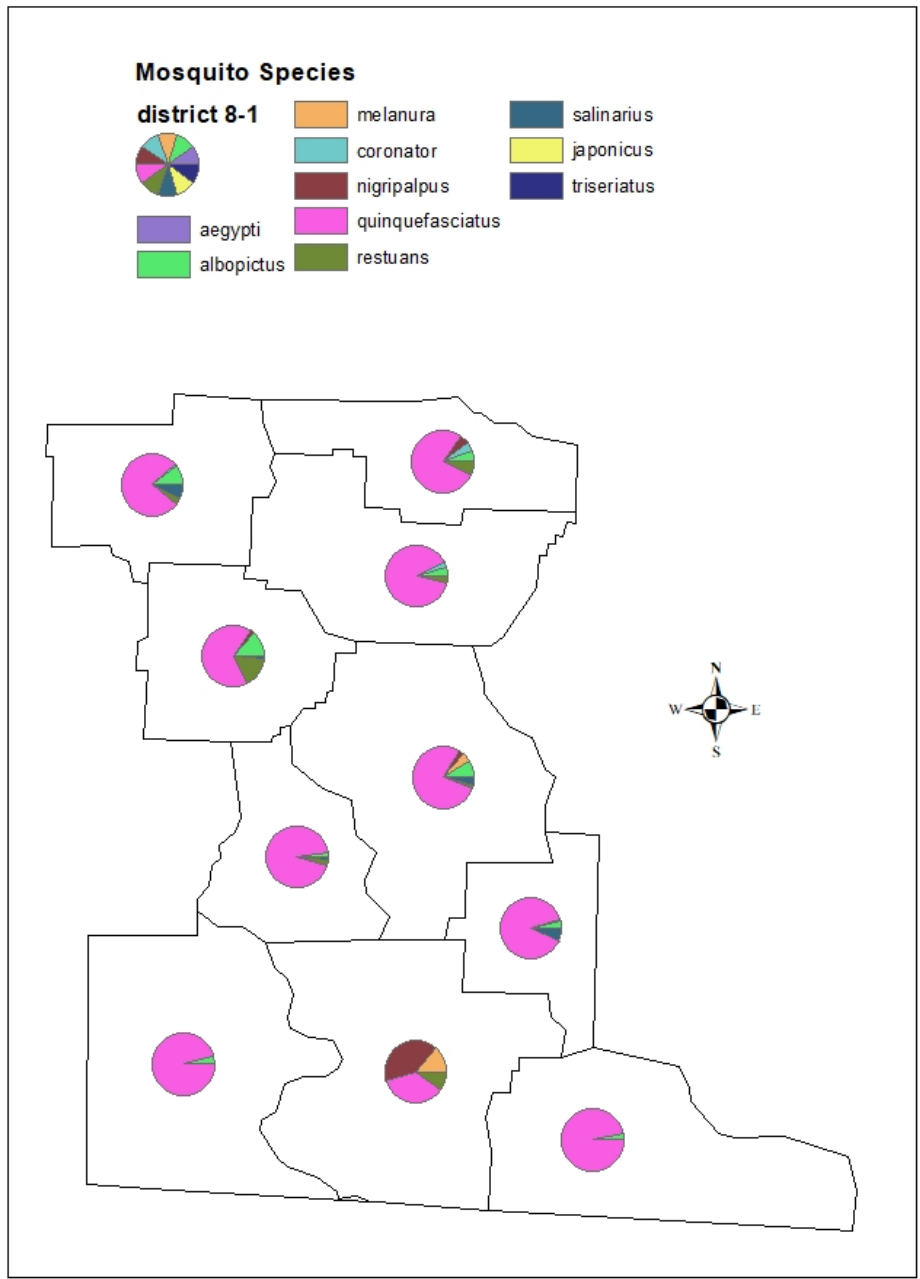 Mosquito Species
district 8-1
aegypti
albopictus
melanura
coronator
nigripalpus
quinquefasciatus
restuans
salinarius
japonicus
triseriatus
N
W E
S